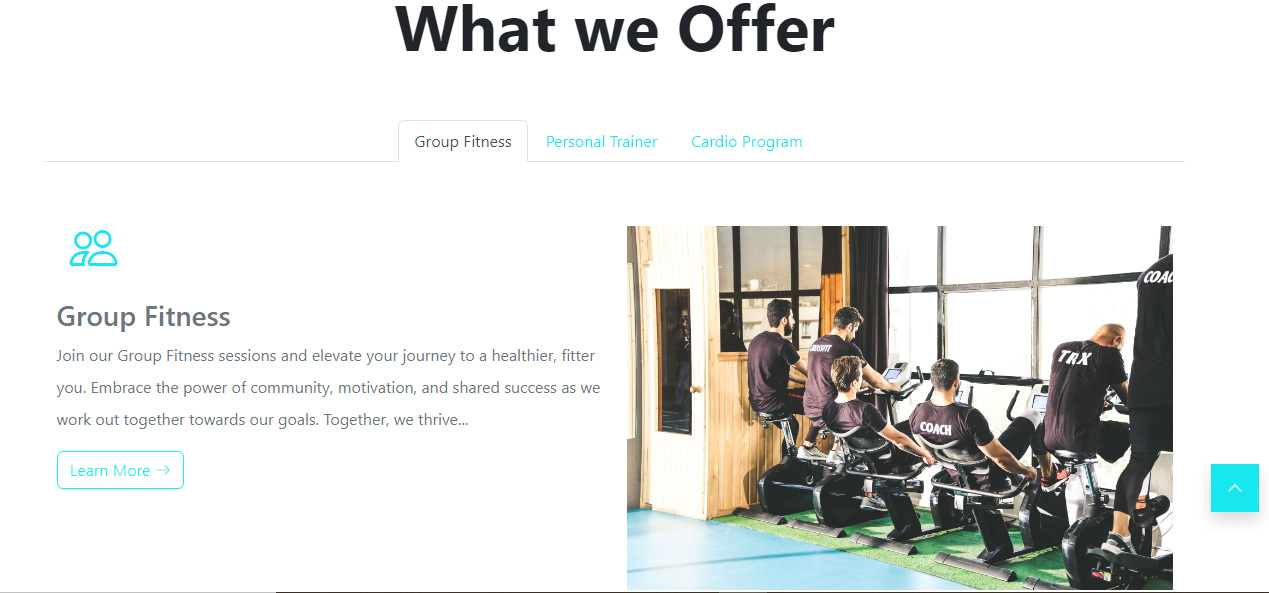 What we Offer
Group Fitness
Personal Trainer
Cardio Program
Group Fitness
Join our Group Fitness sessions and elevate your journey to a healthier, fitter
you. Embrace the power of community, motivation, and shared success as we
work out together towards our goals. Together, we thrive...
Learn More →
COACH
TRX